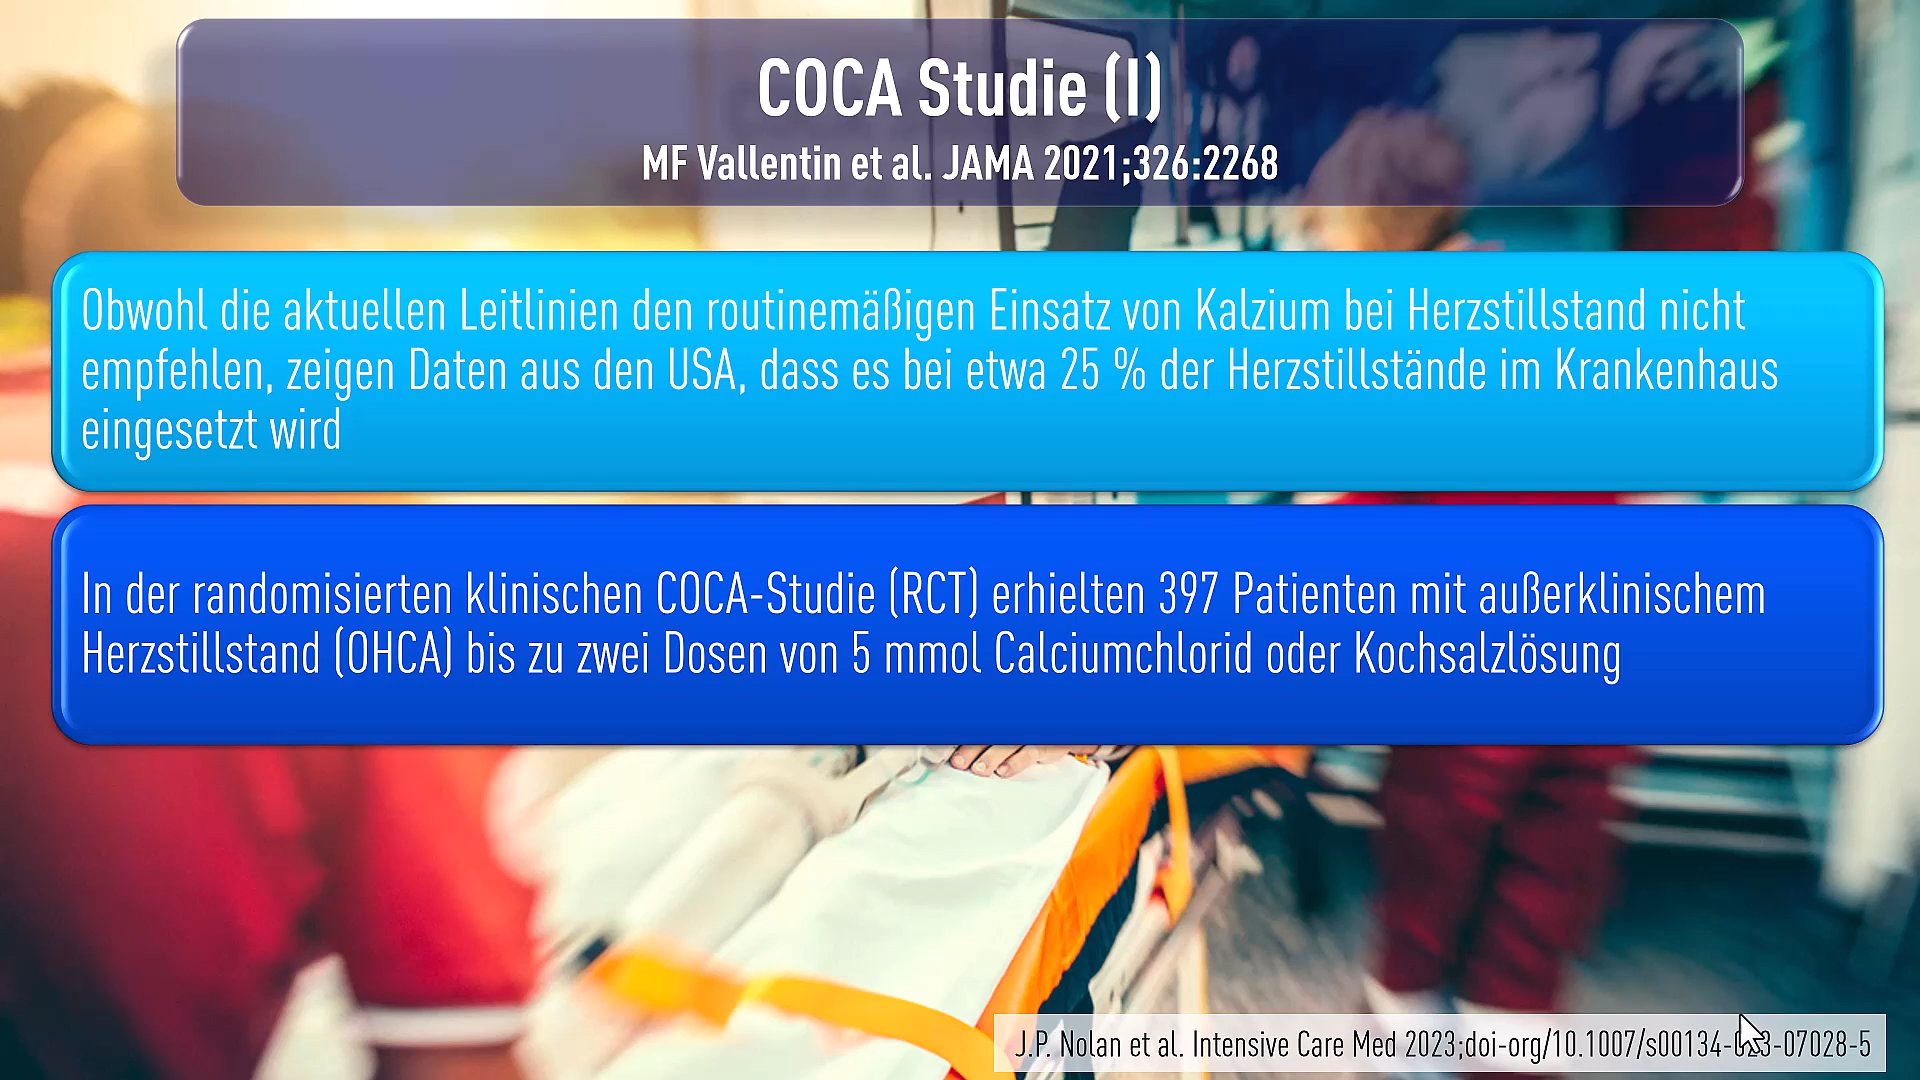 COCA Studie (I)
MF Vallentin et al. JAMA 2021;326:2268
Obwohl die aktuellen Leitlinien den routinemäßigen Einsatz von Kalzium bei Herzstillstand nicht
empfehlen, zeigen Daten aus den USA, dass es bei etwa 25 % der Herzstillstände im Krankenhaus
eingesetzt wird
In der randomisierten klinischen COCA-Studie (RCT) erhielten 397 Patienten mit außerklinischem
Herzstillstand (OHCA) bis zu zwei Dosen von 5 mmol Calciumchlorid oder Kochsalzlösung
J.P. Nolan et al. Intensive Care Med 2023;doi-org/10.1007/s00134-023-07028-5